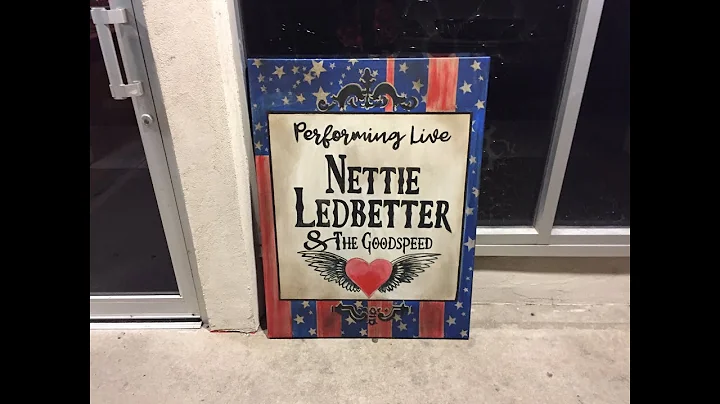 Performing Live
NETTIE
LEDBETTER
& THE GOODSPEED